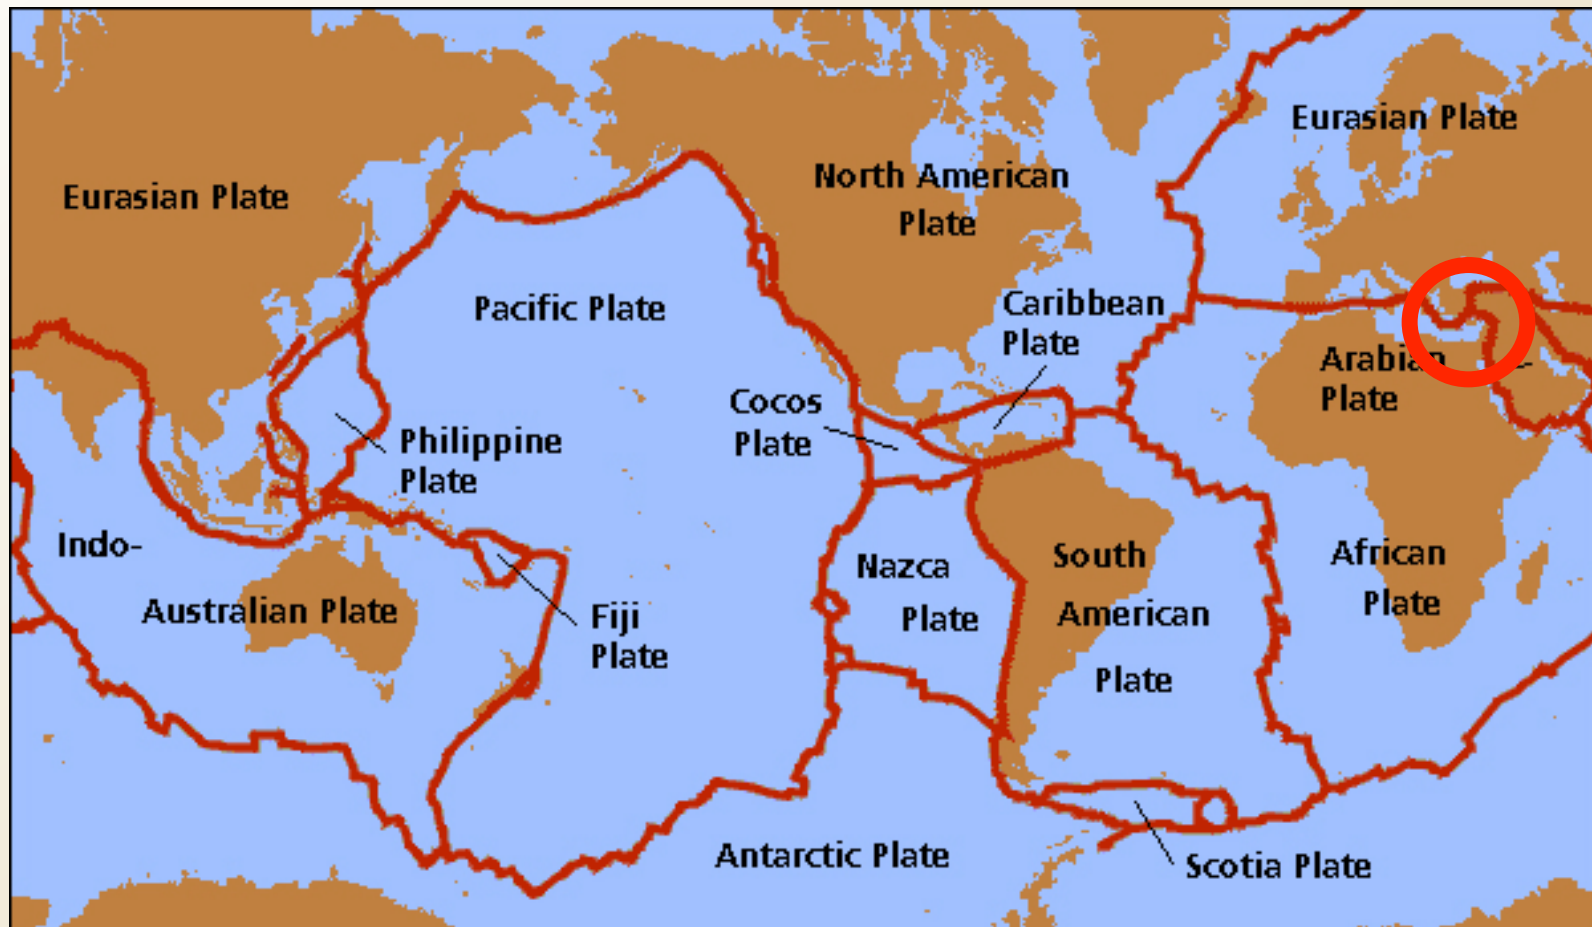 Eurasian Plate
Eurasian Plate
North American
Plate
Pacific Plate
Caribbean
Plate
Arabian
Plate
Cocos
Plate
Philippine
Plate
Indo-
Australian Plate
Fiji
Plate
Nazca
Plate
South
American
Plate
African
Plate
Antarctic Plate
Scotia Plate